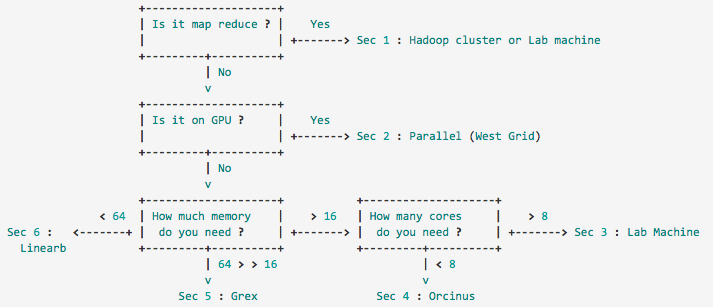 Is it map reduce ? Yes
Sec 1 : Hadoop cluster or Lab machine
No
Is it on GPU ? Yes
Sec 2 : Parallel (West Grid)
No
< 64 How much memory > 16 How many cores > 8
Sec 6 : do you need ? do you need ? Sec 3 : Lab Machine
Linearb
64 > > 16 < 8
v v
Sec 5 : Grex Sec 4 : Orcinus